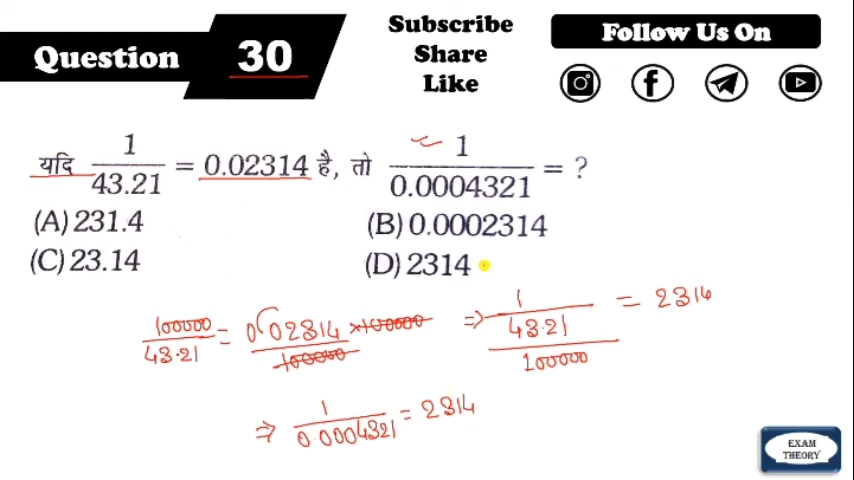 Question 30
Subscribe
Share
Like
Follow Us On
यदि 1/43.21 = 0.02314 है, तो 1/0.0004321 = ?
(A) 231.4 (B) 0.0002314
(C) 23.14 (D) 2314
100000/43.21 = 0.02314 × 100000/100000 ⇒ 1/(43.21/100000) = 2314
⇒ 1/0.0004321 = 2314
EXAM
THEORY